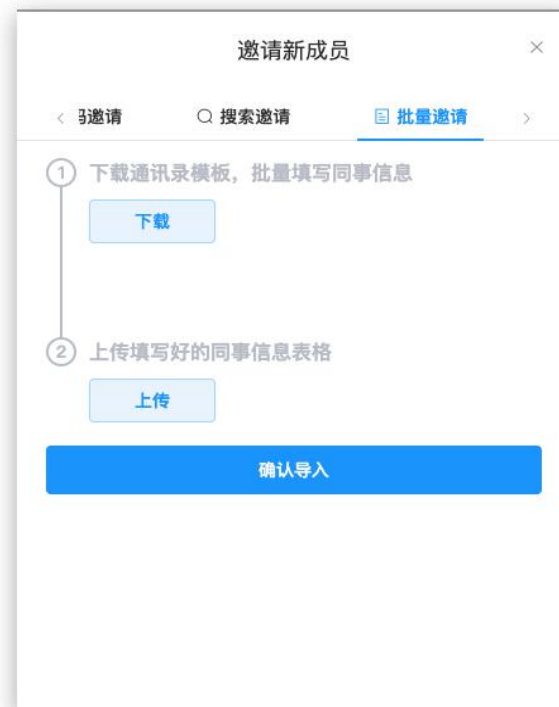 邀请新成员
码邀请
搜索邀请
批量邀请
1 下载通讯录模板，批量填写同事信息
下载
2 上传填写好的同事信息表格
上传
确认导入